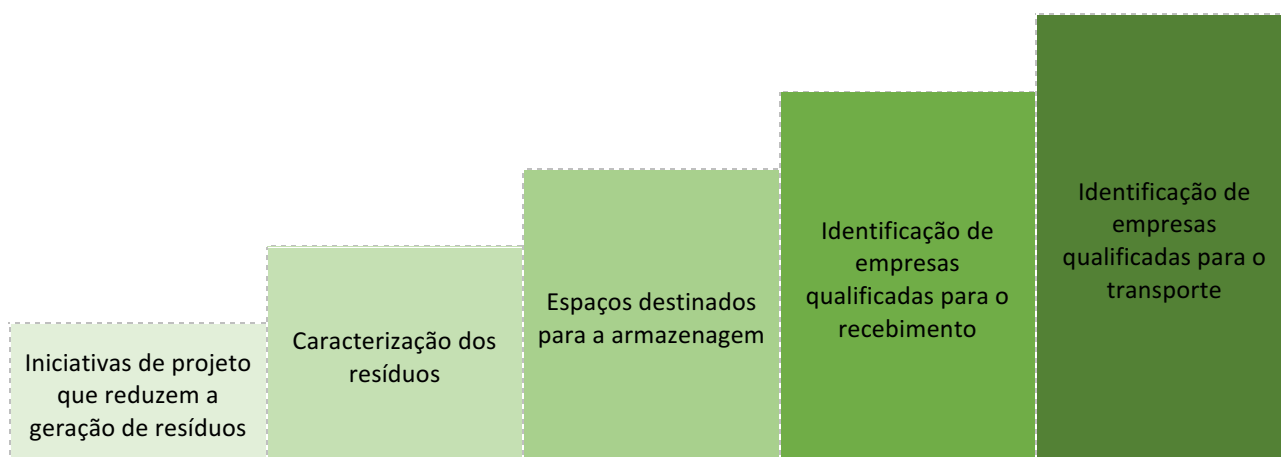 Iniciativas de projeto
que reduzem a
geração de resíduos
Caracterização dos
resíduos
Espaços destinados
para a armazenagem
Identificação de
empresas
qualificadas para o
recebimento
Identificação de
empresas
qualificadas para o
transporte